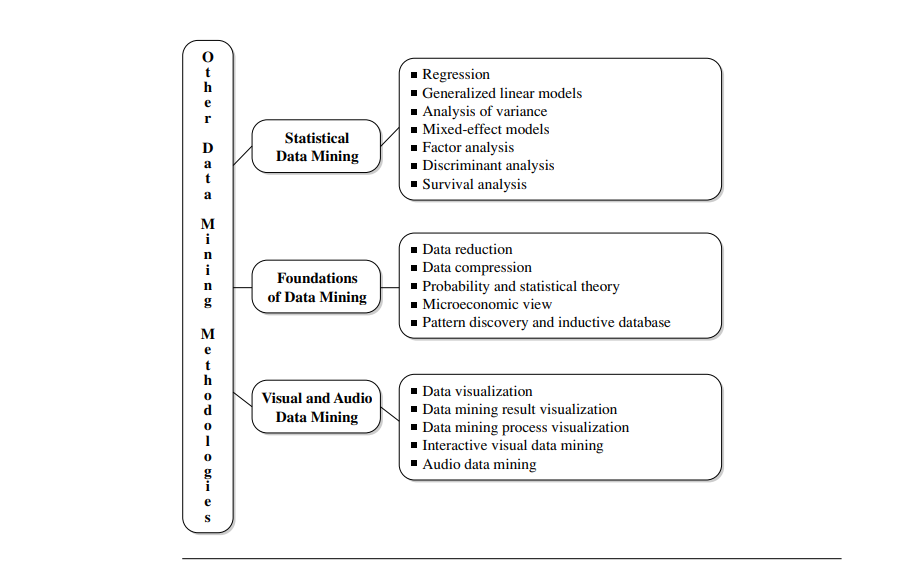 Other Data Mining Methodologies
Statistical
Data Mining
Regression
Generalized linear models
Analysis of variance
Mixed-effect models
Factor analysis
Discriminant analysis
Survival analysis
Foundations
of Data Mining
Data reduction
Data compression
Probability and statistical theory
Microeconomic view
Pattern discovery and inductive database
Visual and Audio
Data Mining
Data visualization
Data mining result visualization
Data mining process visualization
Interactive visual data mining
Audio data mining